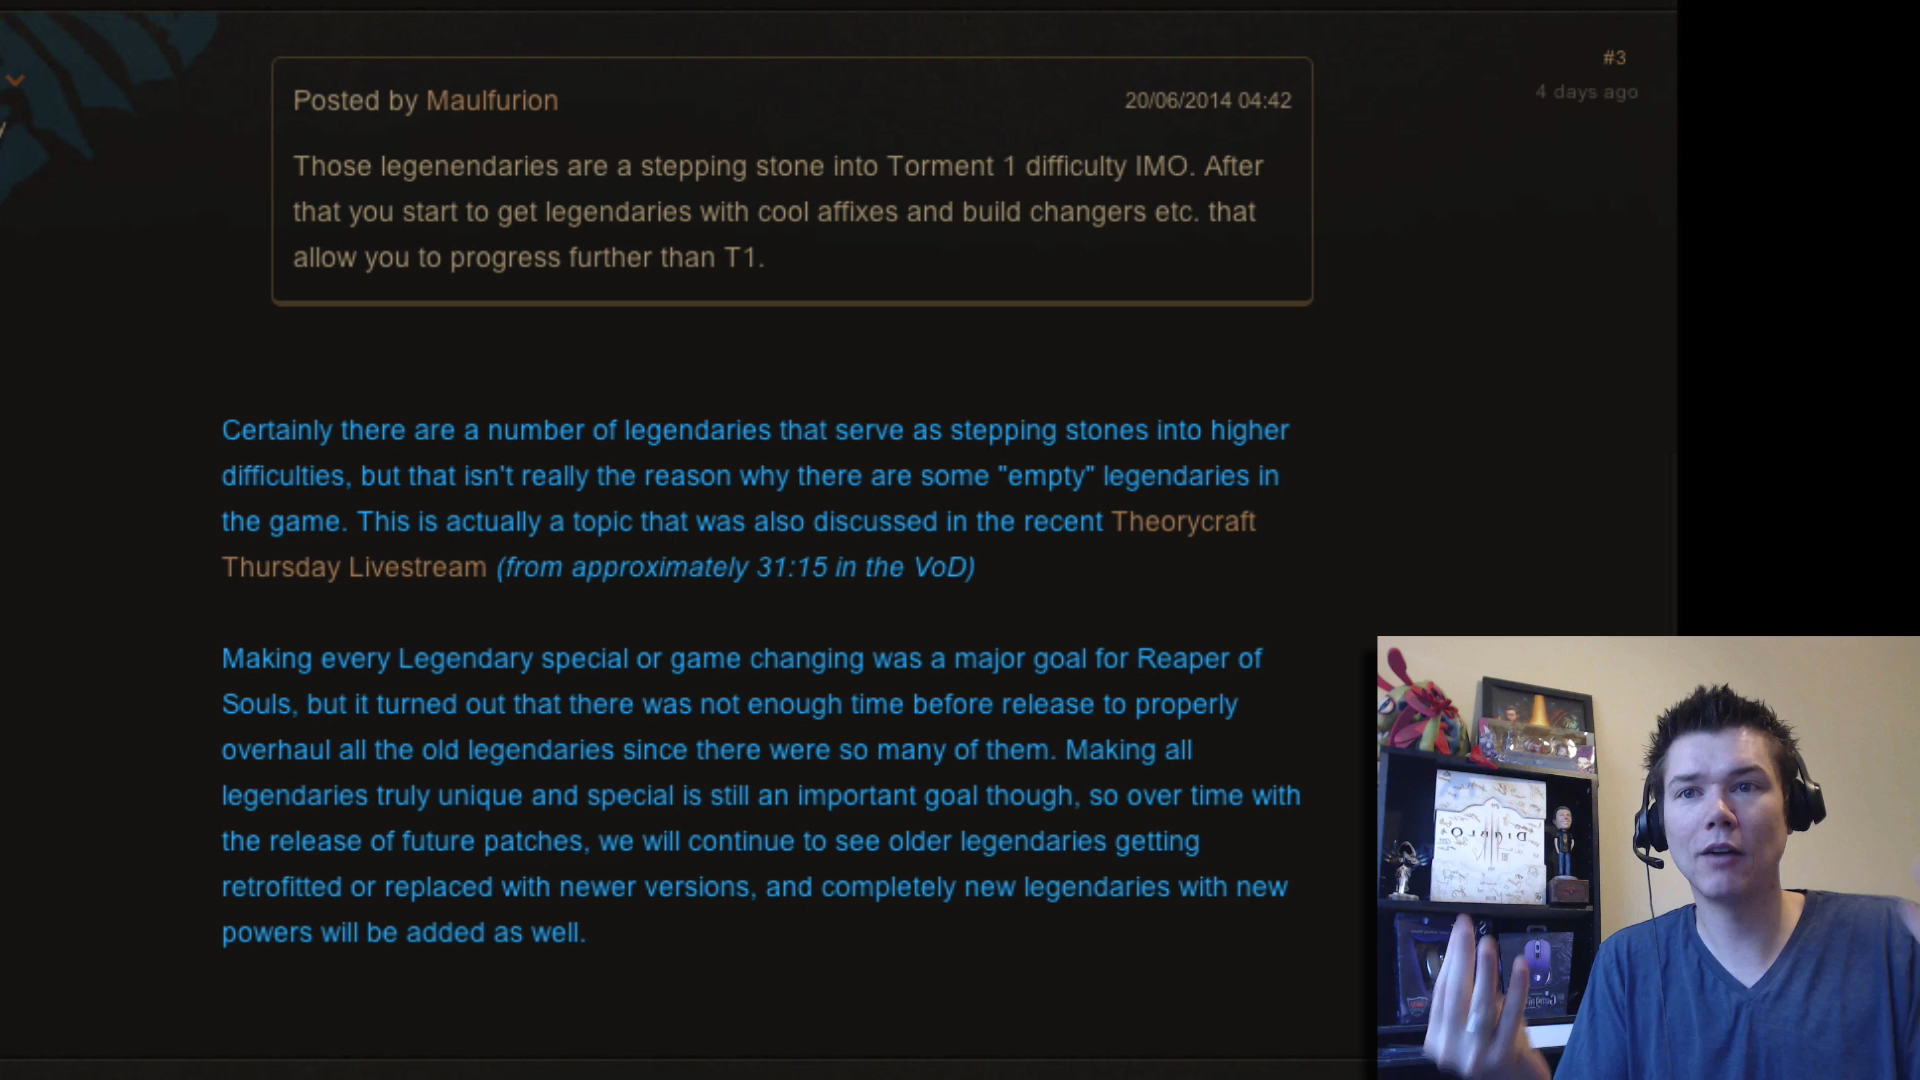 #3
Posted by Maulfurion
20/06/2014 04:42
4 days ago
Those legenendaries are a stepping stone into Torment 1 difficulty IMO. After
that you start to get legendaries with cool affixes and build changers etc. that
allow you to progress further than T1.
Certainly there are a number of legendaries that serve as stepping stones into higher
difficulties, but that isn't really the reason why there are some "empty" legendaries in
the game. This is actually a topic that was also discussed in the recent Theorycraft
Thursday Livestream (from approximately 31:15 in the VoD)
Making every Legendary special or game changing was a major goal for Reaper of
Souls, but it turned out that there was not enough time before release to properly
overhaul all the old legendaries since there were so many of them. Making all
legendaries truly unique and special is still an important goal though, so over time with
the release of future patches, we will continue to see older legendaries getting
retrofitted or replaced with newer versions, and completely new legendaries with new
powers will be added as well.
DIABLO